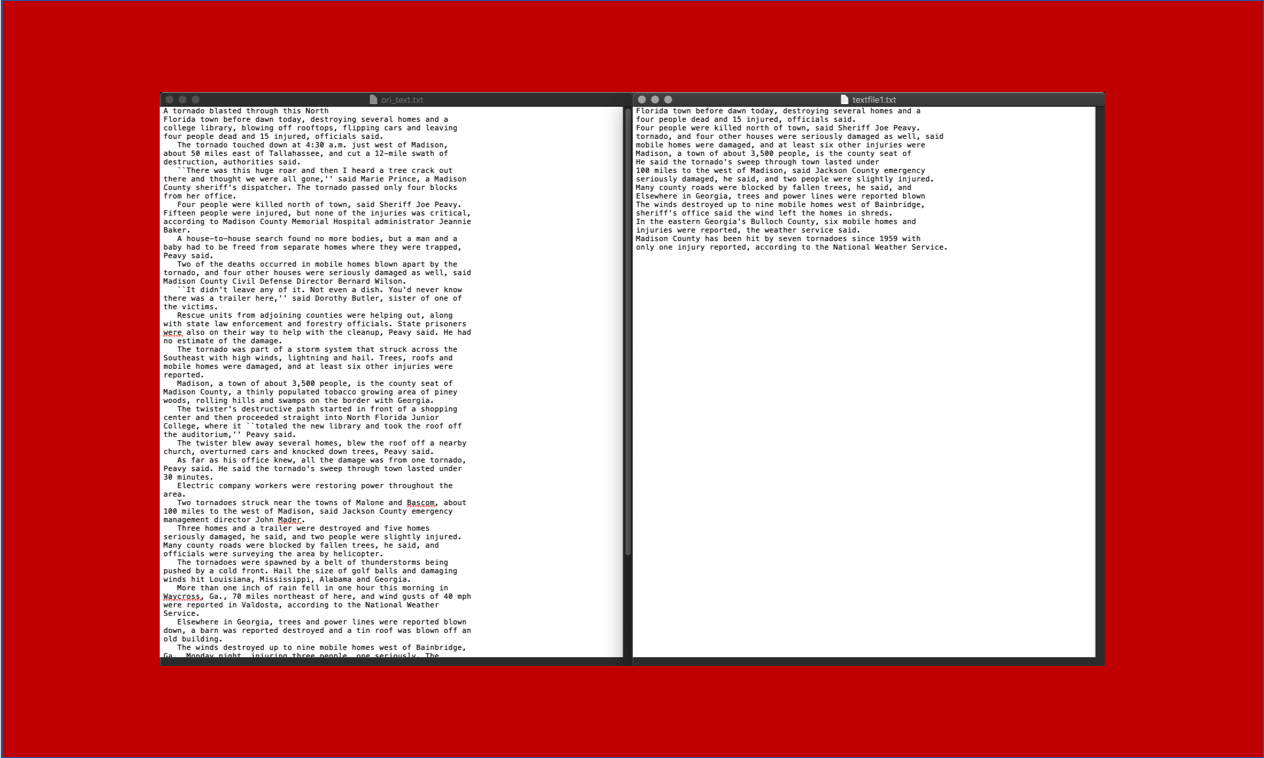 ori_text.txt
A tornado blasted through this North
Florida town before dawn today, destroying several homes and a
college library, blowing off rooftops, flipping cars and leaving
four people dead and 15 injured, officials said.
The tornado touched down at 4:30 a.m. just west of Madison,
about 50 miles east of Tallahassee, and cut a 12-mile swath of
destruction, authorities said.
``There was this huge roar and then I heard a tree crack out
there and thought we were all gone,'' said Marie Prince, a Madison
County sheriff's dispatcher. The tornado passed only four blocks
from her office.
Four people were killed north of town, said Sheriff Joe Peavy.
Fifteen people were injured, but none of the injuries was critical,
according to Madison County Memorial Hospital administrator Jeannie
Baker.
A house-to-house search found no more bodies, but a man and a
baby had to be freed from separate homes where they were trapped,
Peavy said.
Two of the deaths occurred in mobile homes blown apart by the
tornado, and four other houses were seriously damaged as well, said
Madison County Civil Defense Director Bernard Wilson.
``It didn't leave any of it. Not even a dish. You'd never know
there was a trailer here,'' said Dorothy Butler, sister of one of
the victims.
Rescue units from adjoining counties were helping out, along
with state law enforcement and forestry officials. State prisoners
were also on their way to help with the cleanup, Peavy said. He had
no estimate of the damage.
The tornado was part of a storm system that struck across the
Southeast with high winds, lightning and hail. Trees, roofs and
mobile homes were damaged, and at least six other injuries were
reported.
Madison, a town of about 3,500 people, is the county seat of
Madison County, a thinly populated tobacco growing area of piney
woods, rolling hills and swamps on the border with Georgia.
The twister's destructive path started in front of a shopping
center and then proceeded straight into North Florida Junior
College, where it ``totaled the new library and took the roof off
the auditorium,'' Peavy said.
The twister blew away several homes, blew the roof off a nearby
church, overturned cars and knocked down trees, Peavy said.
As far as his office knew, all the damage was from one tornado,
Peavy said. He said the tornado's sweep through town lasted under
30 minutes.
Electric company workers were restoring power throughout the
area.
Two tornadoes struck near the towns of Malone and Bascom, about
100 miles to the west of Madison, said Jackson County emergency
management director John Mader.
Three homes and a trailer were destroyed and five homes
seriously damaged, he said, and two people were slightly injured.
Many county roads were blocked by fallen trees, he said, and
officials were surveying the area by helicopter.
The tornadoes were spawned by a belt of thunderstorms being
pushed by a cold front. Hail the size of golf balls and damaging
winds hit Louisiana, Mississippi, Alabama and Georgia.
More than one inch of rain fell in one hour this morning in
Waycross, Ga., 70 miles northeast of here, and wind gusts of 40 mph
were reported in Valdosta, according to the National Weather
Service.
Elsewhere in Georgia, trees and power lines were reported blown
down, a barn was reported destroyed and a tin roof was blown off an
old building.
The winds destroyed up to nine mobile homes west of Bainbridge,
Ga., Monday night, injuring three people, one seriously. The
textfile1.txt
Florida town before dawn today, destroying several homes and a
four people dead and 15 injured, officials said.
Four people were killed north of town, said Sheriff Joe Peavy.
tornado, and four other houses were seriously damaged as well, said
mobile homes were damaged, and at least six other injuries were
Madison, a town of about 3,500 people, is the county seat of
He said the tornado's sweep through town lasted under
100 miles to the west of Madison, said Jackson County emergency
seriously damaged, he said, and two people were slightly injured.
Many county roads were blocked by fallen trees, he said, and
Elsewhere in Georgia, trees and power lines were reported blown
The winds destroyed up to nine mobile homes west of Bainbridge,
sheriff's office said the wind left the homes in shreds.
In the eastern Georgia's Bulloch County, six mobile homes and
injuries were reported, the weather service said.
Madison County has been hit by seven tornadoes since 1959 with
only one injury reported, according to the National Weather Service.